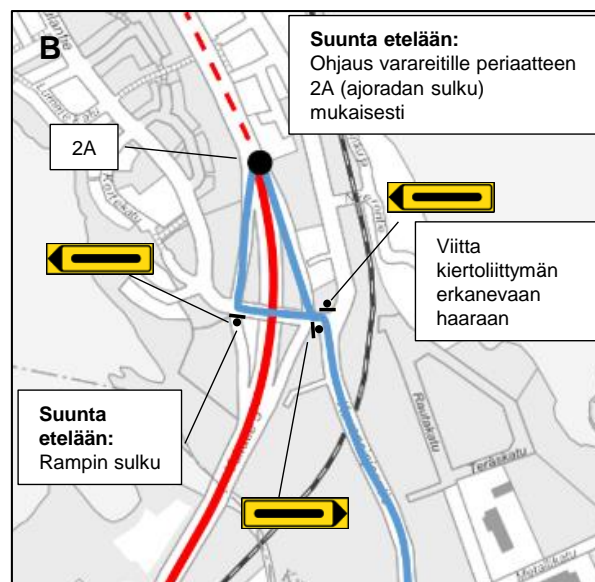 B
Suunta etelään:
Ohjaus varareitille periaatteen
2A (ajoradan sulku)
mukaisesti
2A
Viitta
kiertoliittymän
erkanevaan
haaraan
Suunta
etelään:
Rampin sulku
Rautakatu
Teräskatu
Metallikatu